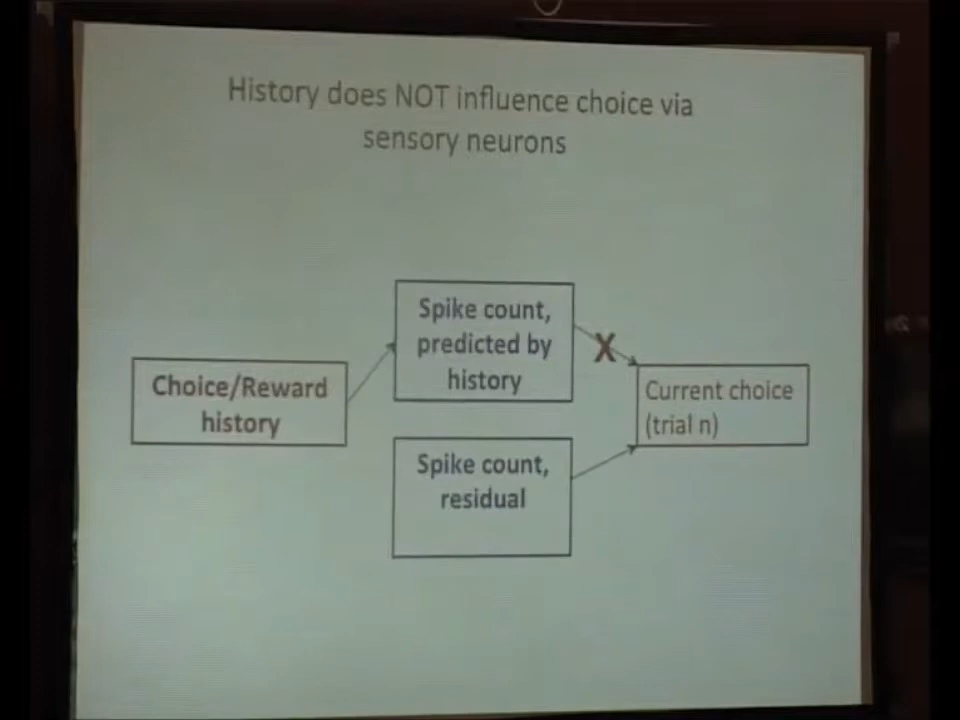 History does NOT influence choice via
sensory neurons
Spike count,
predicted by
history
X
Choice/Reward
history
Current choice
(trial n)
Spike count,
residual